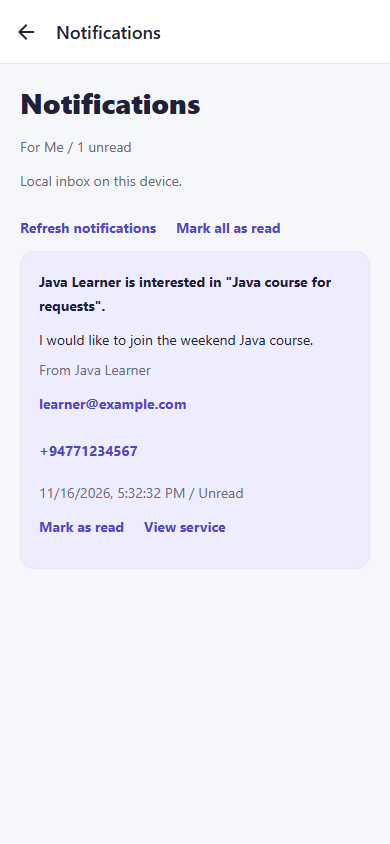 Notifications
Notifications
For Me / 1 unread
Local inbox on this device.
Refresh notifications Mark all as read
Java Learner is interested in "Java course for
requests".
I would like to join the weekend Java course.
From Java Learner
learner@example.com
+94771234567
11/16/2026, 5:32:32 PM / Unread
Mark as read View service